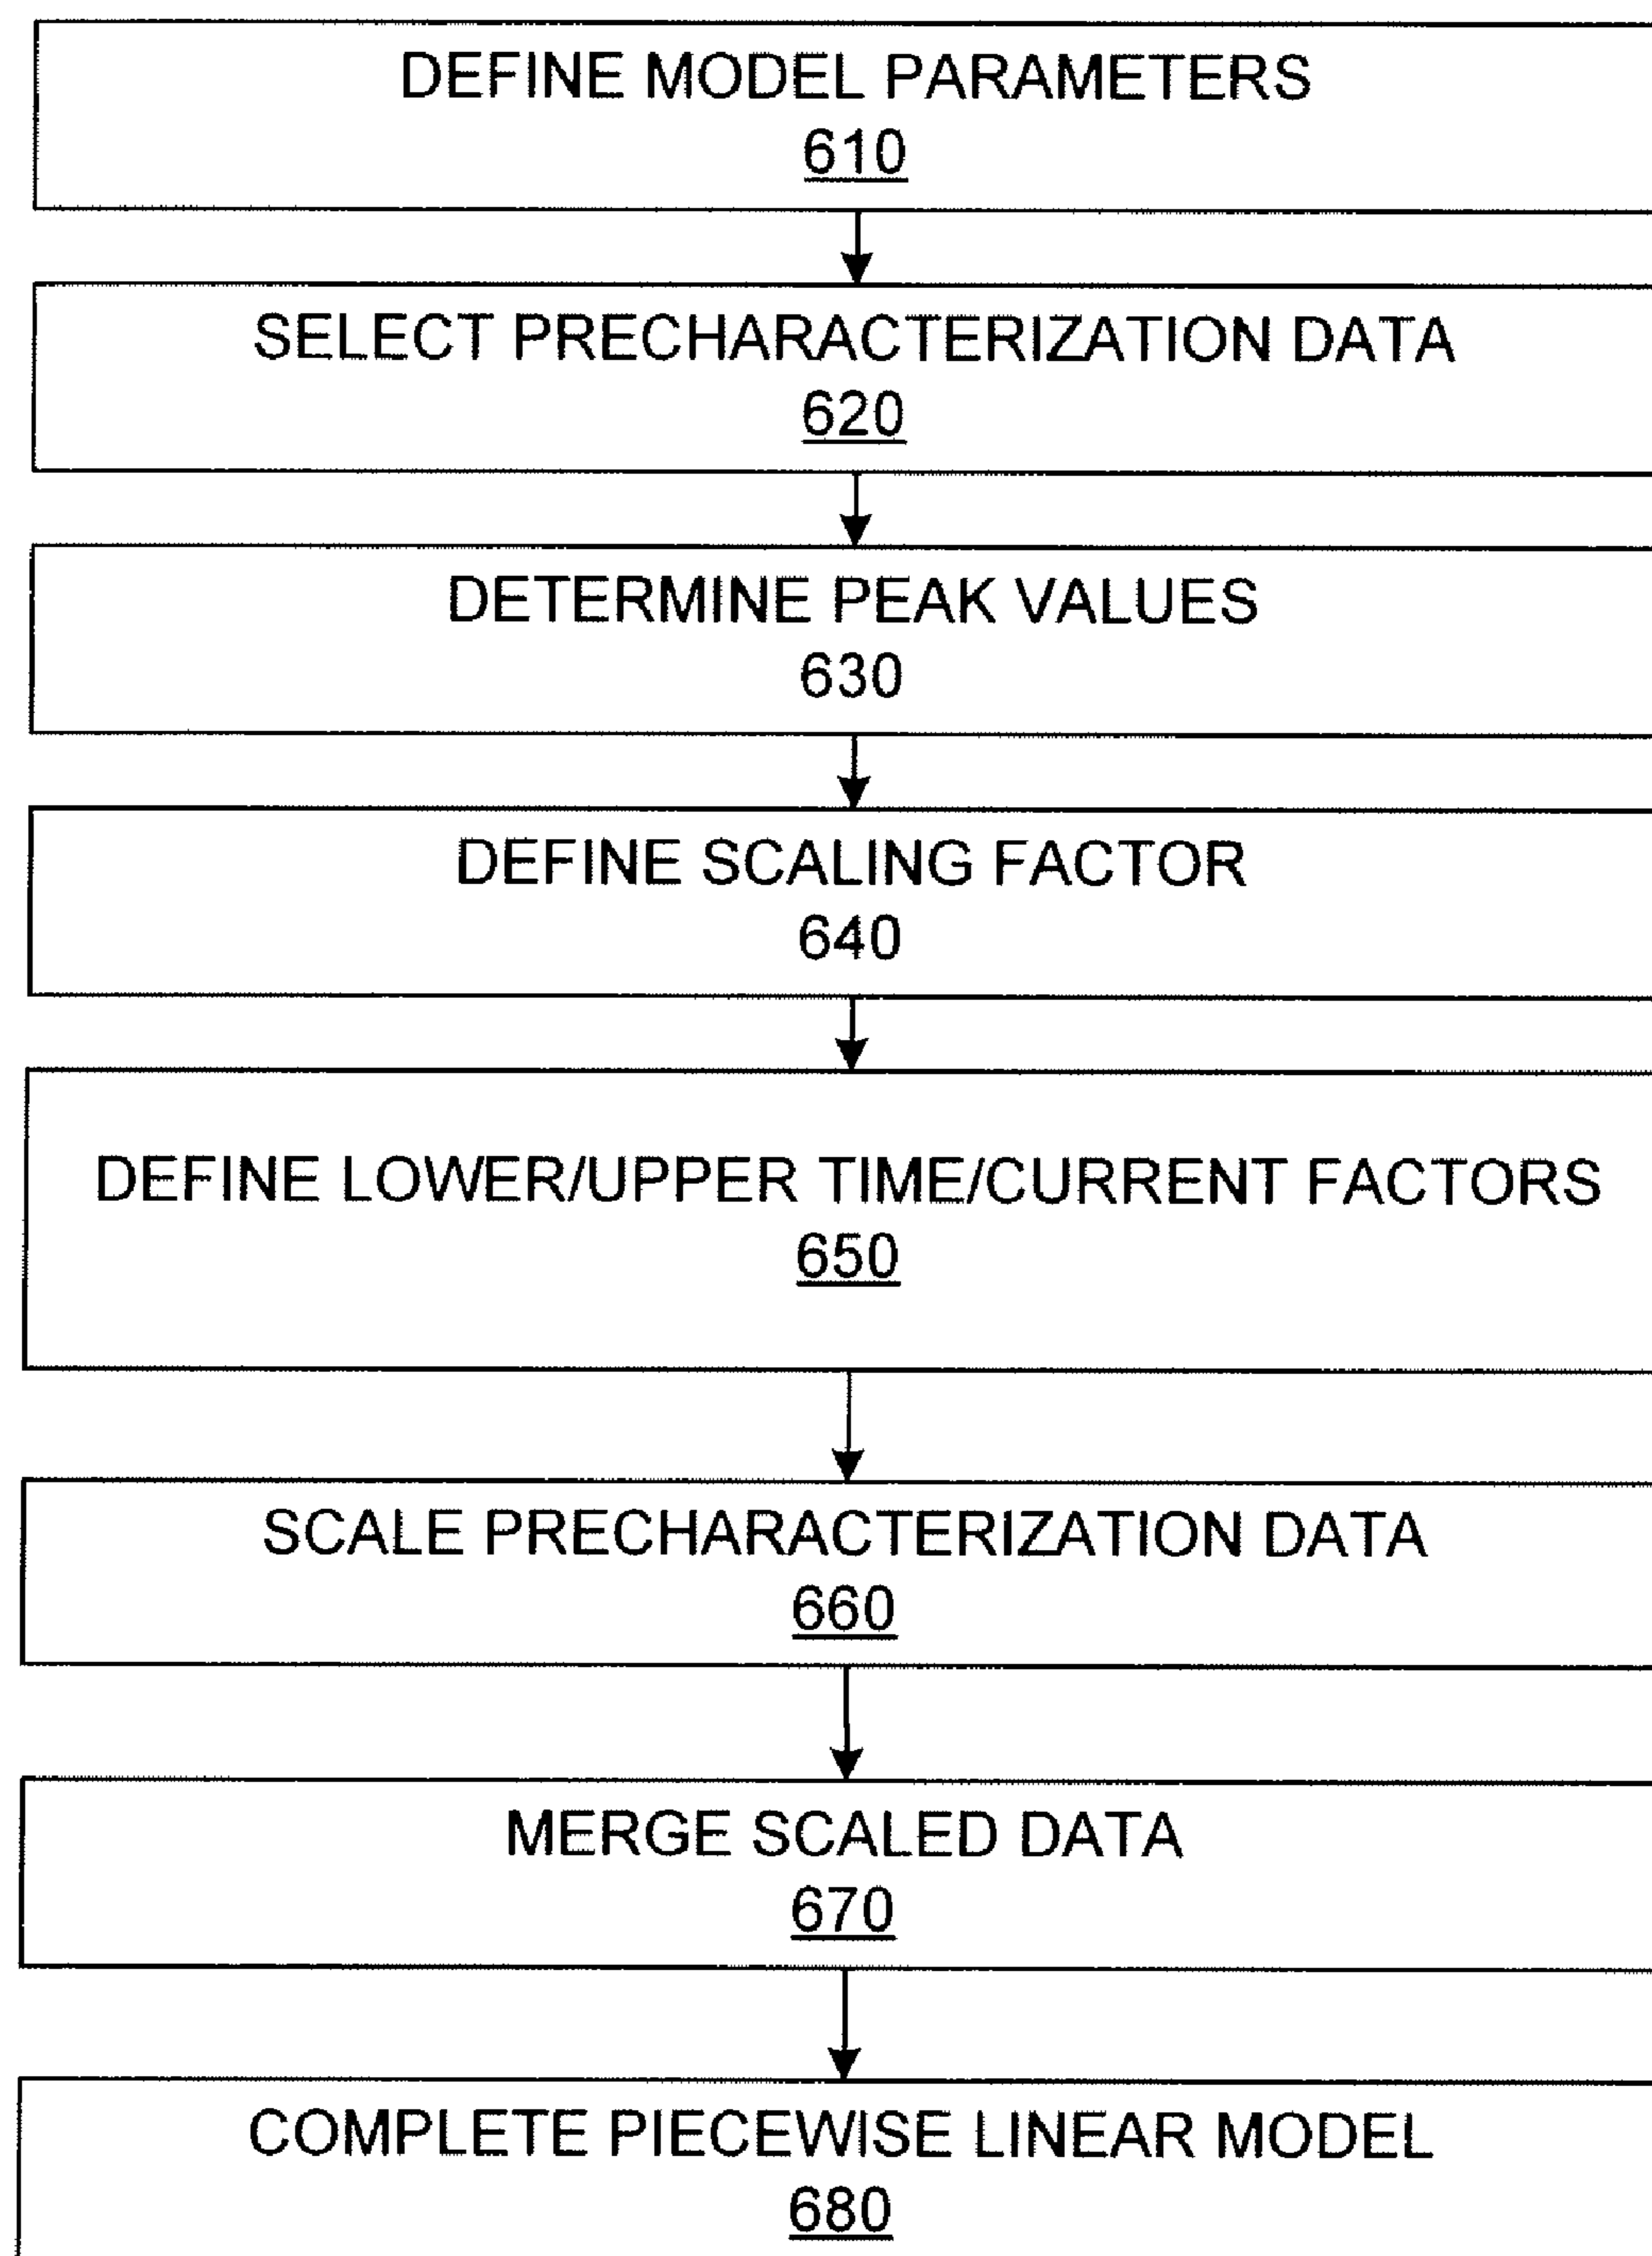 DEFINE MODEL PARAMETERS
610
SELECT PRECHARACTERIZATION DATA
620
DETERMINE PEAK VALUES
630
DEFINE SCALING FACTOR
640
DEFINE LOWER/UPPER TIME/CURRENT FACTORS
650
SCALE PRECHARACTERIZATION DATA
660
MERGE SCALED DATA
670
COMPLETE PIECEWISE LINEAR MODEL
680